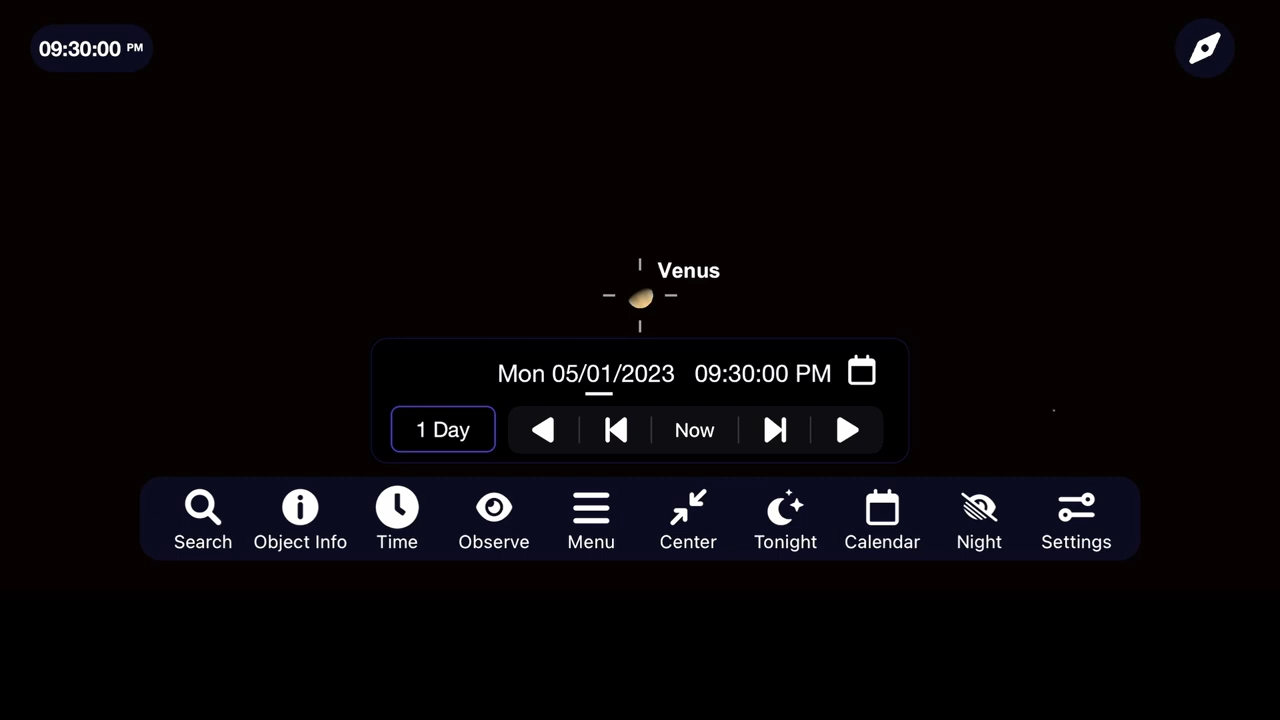 09:30:00 PM
Venus
Mon 05/01/2023 09:30:00 PM
1 Day Now
Search Object Info Time Observe Menu Center Tonight Calendar Night Settings